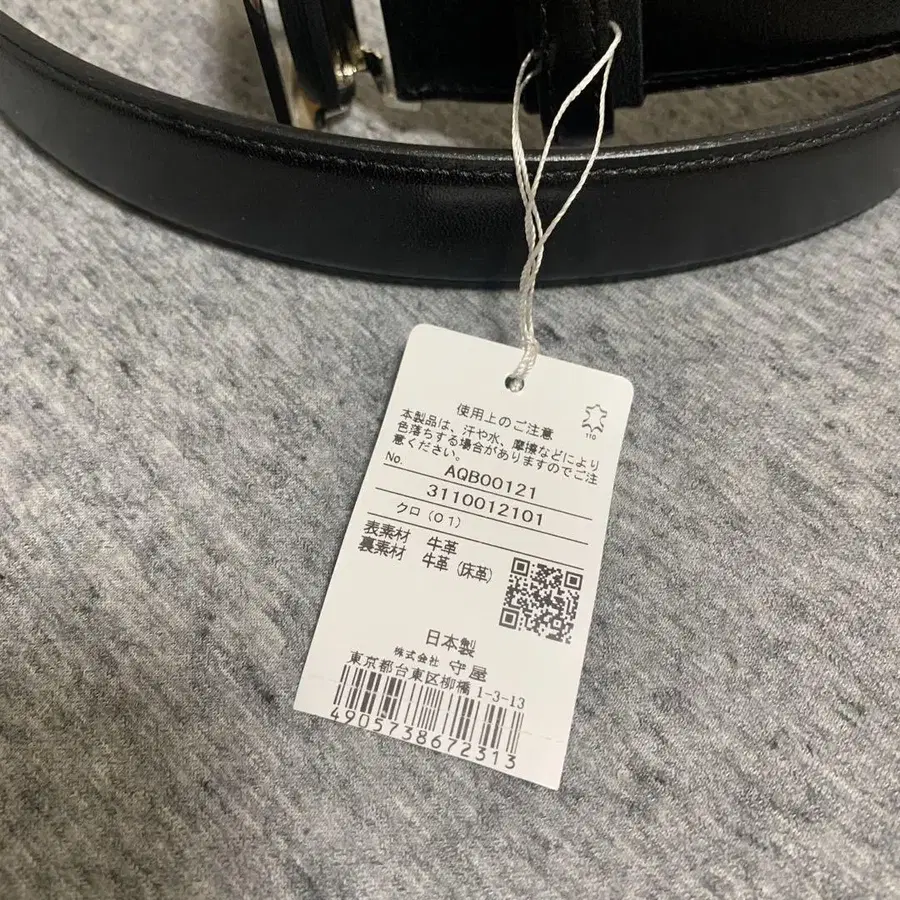 使用上のご注意
110
本製品は、汗や水、摩擦などにより
色落ちする場合がありますのでご注
意ください。
No. AQB00121
3110012101
クロ（01）
表素材 牛革
裏素材 牛革（床革）
日本製
株式会社 守屋
東京都台東区柳橋 1-3-13
4905738672313